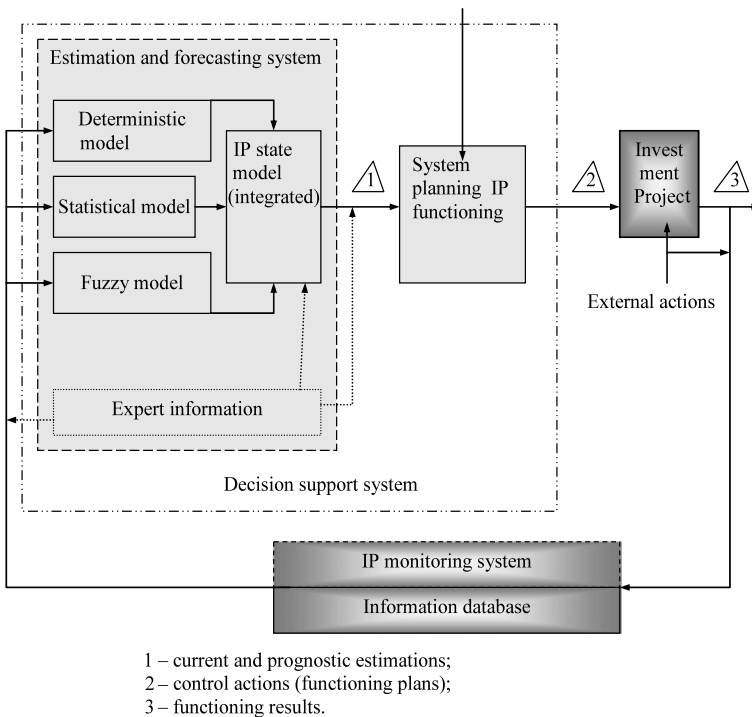 Estimation and forecasting system
Deterministic
model
Statistical model
Fuzzy model
IP state
model
(integrated)
Expert information
1
System
planning IP
functioning
2
Invest
ment
Project
3
External actions
Decision support system
IP monitoring system
Information database
1 – current and prognostic estimations;
2 – control actions (functioning plans);
3 – functioning results.